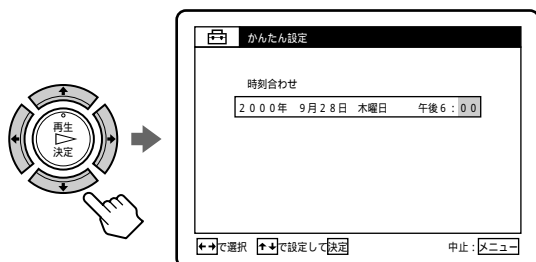 かんたん設定
時刻合わせ
2000年 9月28日 木曜日 午後6:00
再生
決定
←→で選択 ↑↓で設定して決定 中止:メニュー